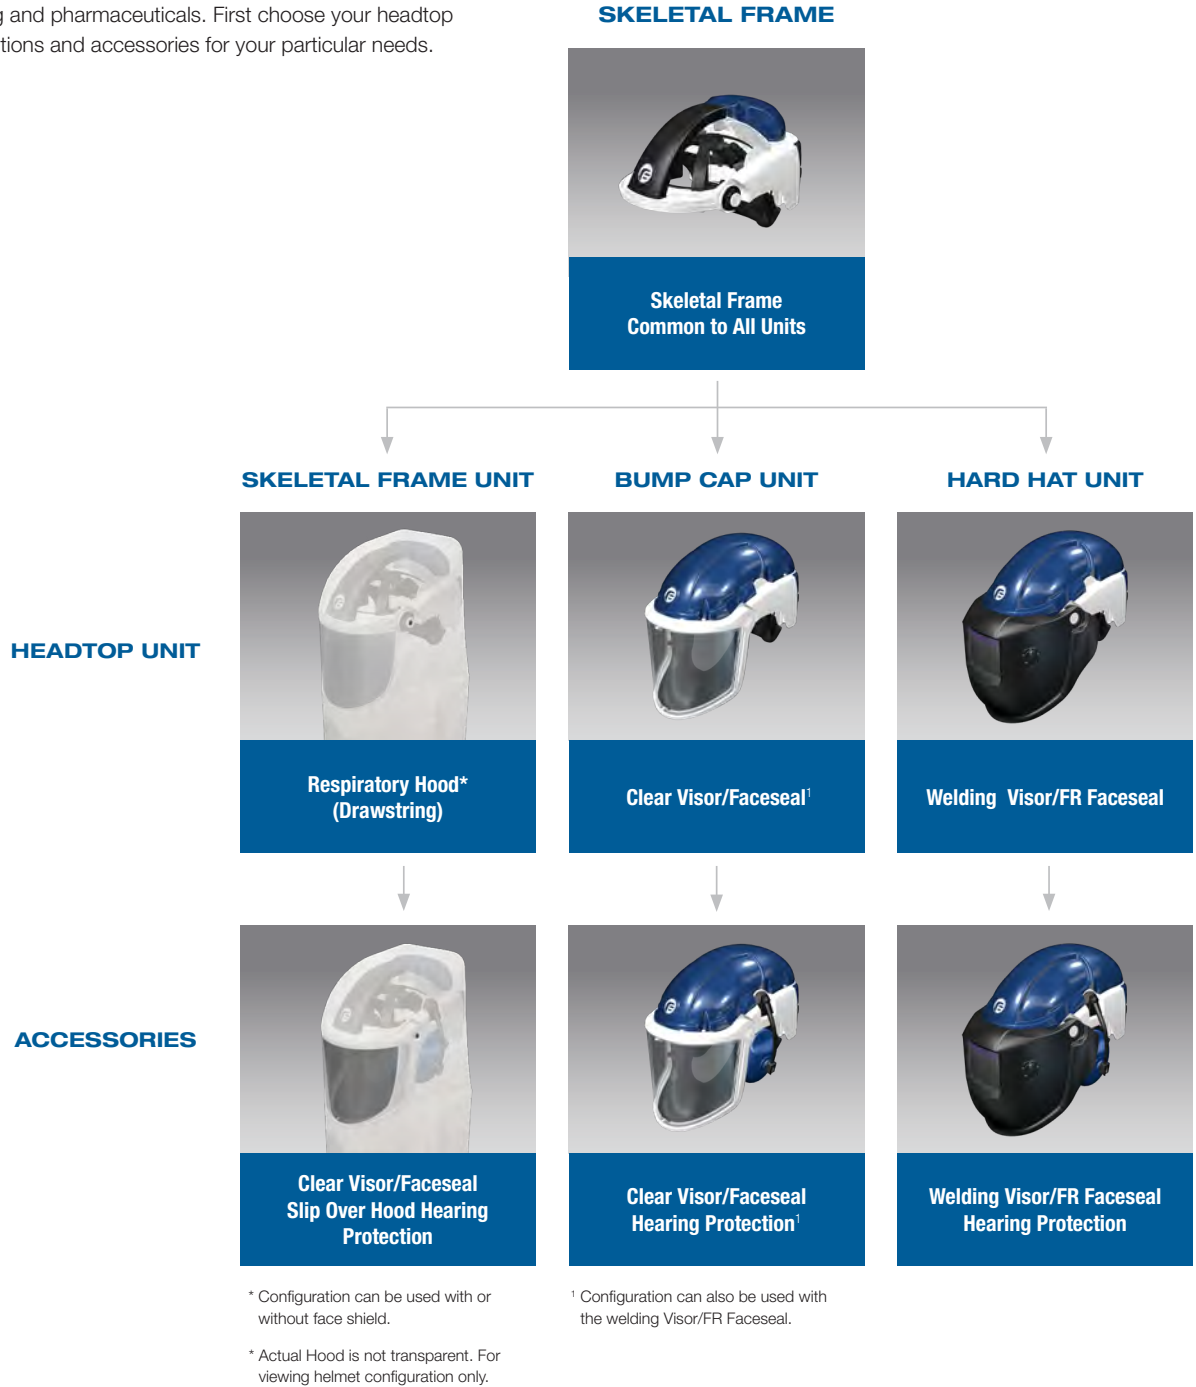 and pharmaceuticals. First choose your headtop
and accessories for your particular needs.
SKELETAL FRAME
Skeletal Frame
Common to All Units
SKELETAL FRAME UNIT
BUMP CAP UNIT
HARD HAT UNIT
HEADTOP UNIT
Respiratory Hood*
(Drawstring)
Clear Visor/Faceseal¹
Welding Visor/FR Faceseal
ACCESSORIES
Clear Visor/Faceseal
Slip Over Hood Hearing
Protection
Clear Visor/Faceseal
Hearing Protection¹
Welding Visor/FR Faceseal
Hearing Protection
* Configuration can be used with or
without face shield.
* Actual Hood is not transparent. For
viewing helmet configuration only.
¹ Configuration can also be used with
the welding Visor/FR Faceseal.